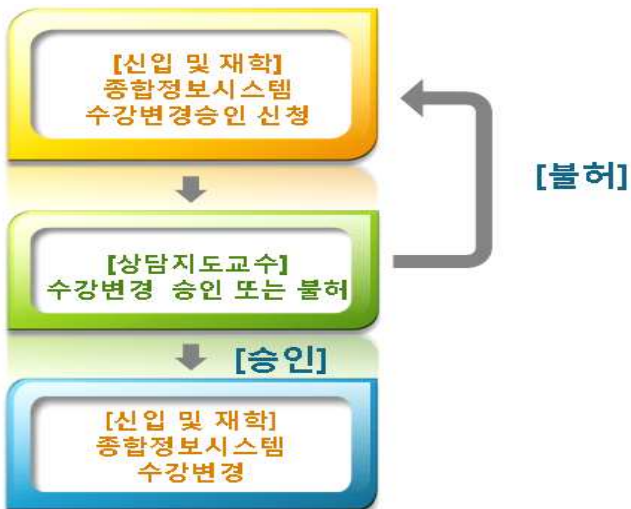 [신입 및 재학]
종합정보시스템
수강변경승인 신청
[불허]
[상담지도교수]
수강변경 승인 또는 불허
[승인]
[신입 및 재학]
종합정보시스템
수강변경